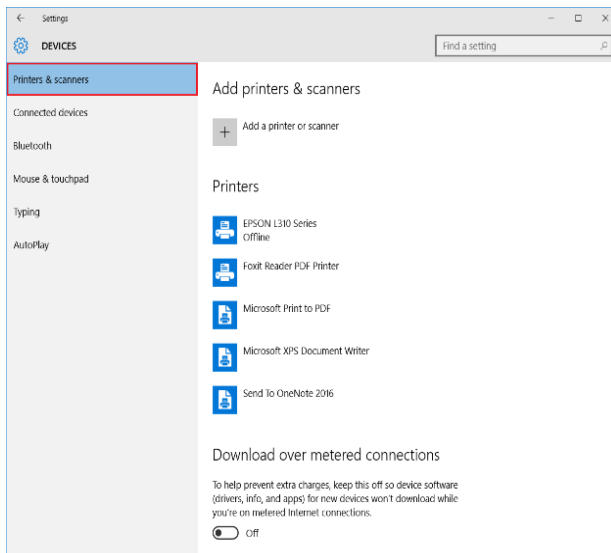 Settings
DEVICES
Find a setting
Printers & scanners
Connected devices
Bluetooth
Mouse & touchpad
Typing
AutoPlay
Add printers & scanners
Add a printer or scanner
Printers
EPSON L310 Series
Offline
Foxit Reader PDF Printer
Microsoft Print to PDF
Microsoft XPS Document Writer
Send To OneNote 2016
Download over metered connections
To help prevent extra charges, keep this off so device software
(drivers, info, and apps) for new devices won't download while
you're on metered Internet connections.
Off